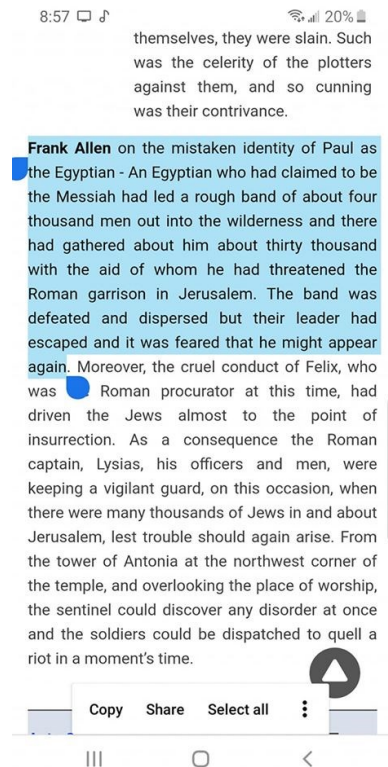 8:57 20%
themselves, they were slain. Such
was the celerity of the plotters
against them, and so cunning
was their contrivance.
Frank Allen on the mistaken identity of Paul as
the Egyptian - An Egyptian who had claimed to be
the Messiah had led a rough band of about four
thousand men out into the wilderness and there
had gathered about him about thirty thousand
with the aid of whom he had threatened the
Roman garrison in Jerusalem. The band was
defeated and dispersed but their leader had
escaped and it was feared that he might appear
again. Moreover, the cruel conduct of Felix, who
was Roman procurator at this time, had
driven the Jews almost to the point of
insurrection. As a consequence the Roman
captain, Lysias, his officers and men, were
keeping a vigilant guard, on this occasion, when
there were many thousands of Jews in and about
Jerusalem, lest trouble should again arise. From
the tower of Antonia at the northwest corner of
the temple, and overlooking the place of worship,
the sentinel could discover any disorder at once
and the soldiers could be dispatched to quell a
riot in a moment's time.
Copy Share Select all